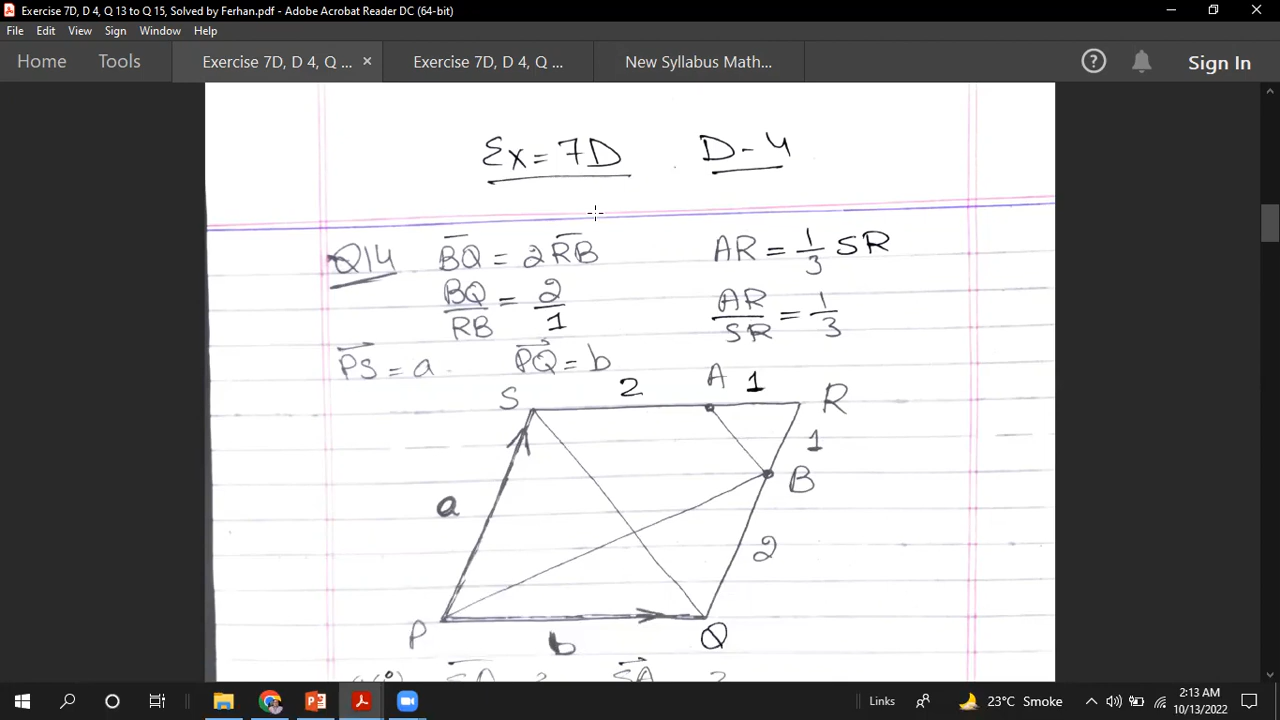 Exercise 7D, D 4, Q 13 to Q 15, Solved by Ferhan.pdf - Adobe Acrobat Reader DC (64-bit)
File Edit View Sign Window Help
Home Tools Exercise 7D, D 4, Q ... × Exercise 7D, D 4, Q ... New Syllabus Math... ? Sign In
Ex = 7D D-4
Q14 BQ = 2RB AR = 1/3 SR
BQ/RB = 2/1 AR/SR = 1/3
PS = a PQ = b
S 2 A 1 R
1
B
a
2
P b Q
SA 2
Links 23°C Smoke 2:13 AM
10/13/2022